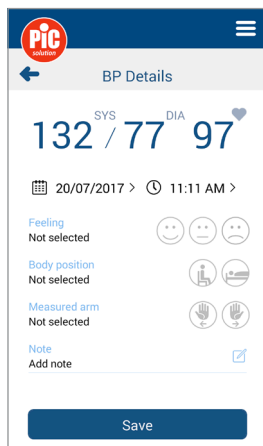 PiC
solution
BP Details
SYS DIA
132 / 77 97
20/07/2017 > 11:11 AM >
Feeling
Not selected
Body position
Not selected
Measured arm
Not selected
Note
Add note
Save